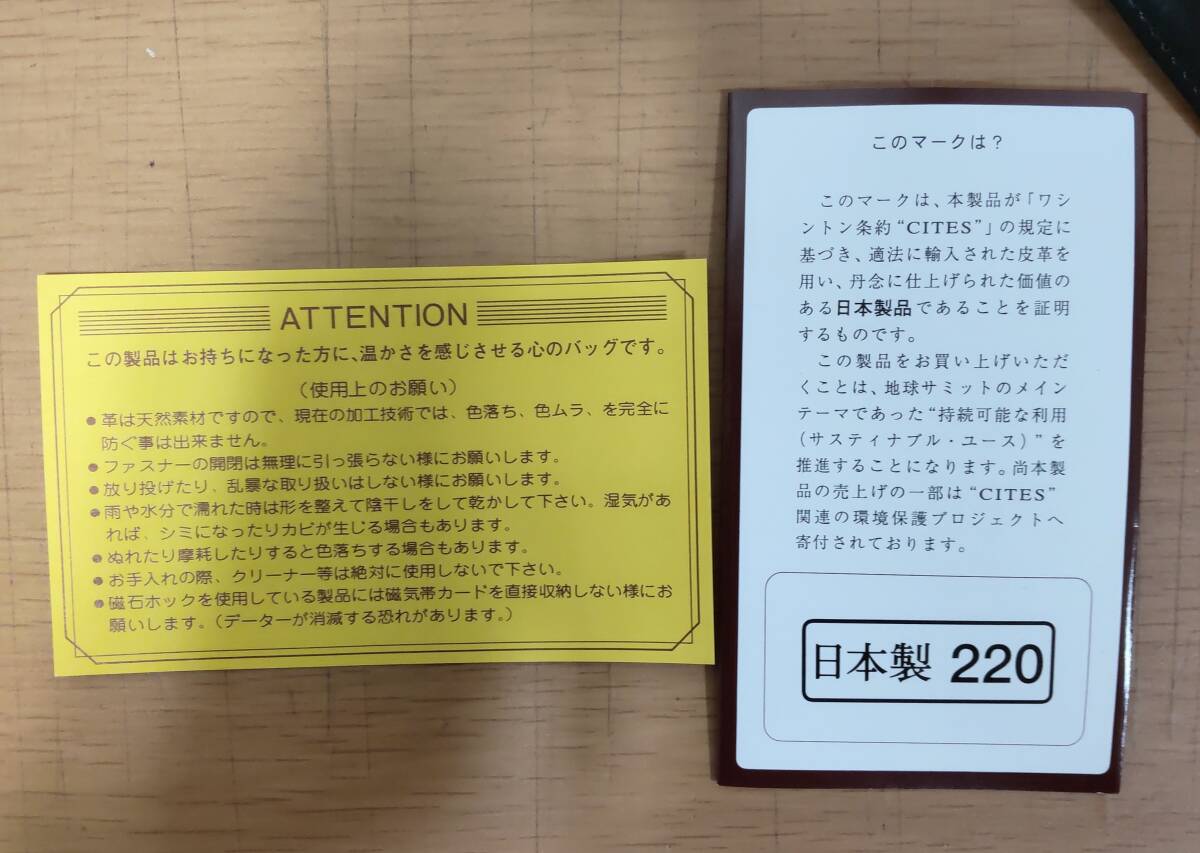 ATTENTION
この製品はお持ちになった方に、温かさを感じさせる心のバッグです。
(使用上のお願い)
●革は天然素材ですので、現在の加工技術では、色落ち、色ムラ、を完全に
防ぐ事は出来ません。
●ファスナーの開閉は無理に引っ張らない様にお願いします。
●放り投げたり、乱暴な取り扱いはしない様にお願いします。
●雨や水分で濡れた時は形を整えて陰干しをして乾かして下さい。湿気があ
れば、シミになったりカビが生じる場合もあります。
●ぬれたり摩耗したりすると色落ちする場合もあります。
●お手入れの際、クリーナー等は絶対に使用しないで下さい。
●磁石ホックを使用している製品には磁気帯カードを直接収納しない様にお
願いします。(データーが消滅する恐れがあります。)
このマークは?
このマークは、本製品が「ワシ
ントン条約“CITES”」の規定に
基づき、適法に輸入された皮革を
用い、丹念に仕上げられた価値の
ある日本製品であることを証明
するものです。
この製品をお買い上げいただ
くことは、地球サミットのメイン
テーマであった“持続可能な利用
(サスティナブル・ユース)”を
推進することになります。尚本製
品の売上げの一部は“CITES”
関連の環境保護プロジェクトへ
寄付されております。
日本製 220